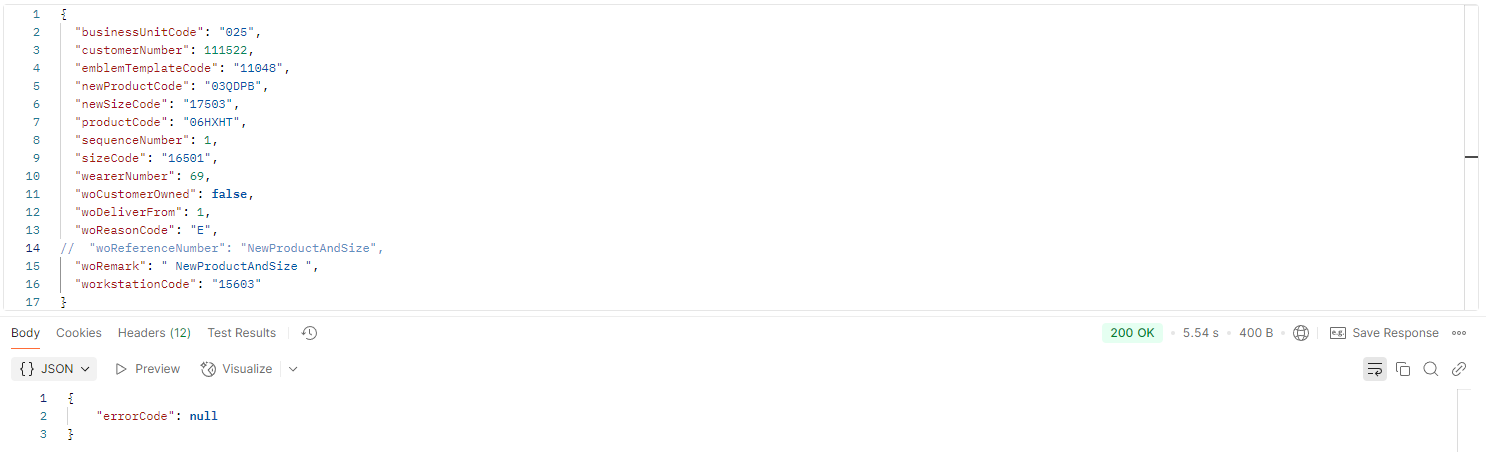 1 {
2 "businessUnitCode": "025",
3 "customerNumber": 111522,
4 "emblemTemplateCode": "11048",
5 "newProductCode": "03QDPB",
6 "newSizeCode": "17503",
7 "productCode": "06HXHT",
8 "sequenceNumber": 1,
9 "sizeCode": "16501",
10 "wearerNumber": 69,
11 "woCustomerOwned": false,
12 "woDeliverFrom": 1,
13 "woReasonCode": "E",
14 // "woReferenceNumber": "NewProductAndSize",
15 "woRemark": " NewProductAndSize ",
16 "workstationCode": "15603"
17 }
Body Cookies Headers (12) Test Results 200 OK • 5.54 s • 400 B • e.g. Save Response
{} JSON Preview Visualize
1 {
2 "errorCode": null
3 }